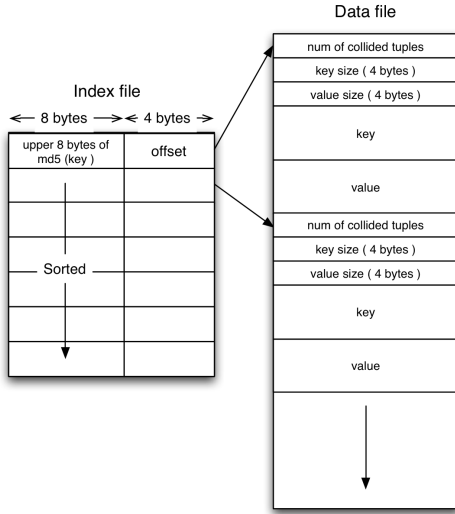 Data file
num of collided tuples
key size ( 4 bytes )
value size ( 4 bytes )
key
value
num of collided tuples
key size ( 4 bytes )
value size ( 4 bytes )
key
value
Index file
8 bytes
4 bytes
upper 8 bytes of
md5 (key )
offset
Sorted